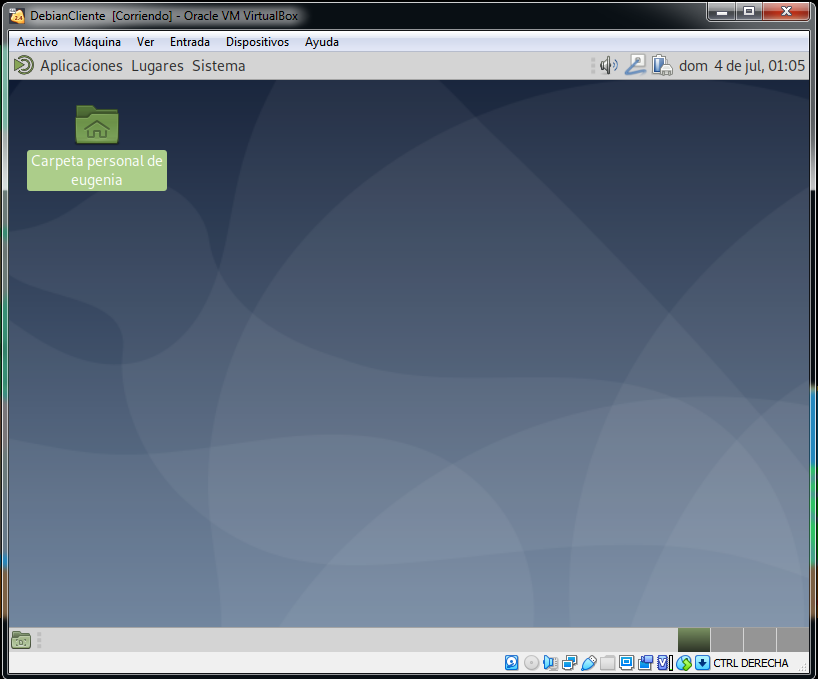 DebianCliente [Corriendo] - Oracle VM VirtualBox
Archivo Máquina Ver Entrada Dispositivos Ayuda
Aplicaciones Lugares Sistema dom 4 de jul, 01:05
Carpeta personal de
eugenia
CTRL DERECHA